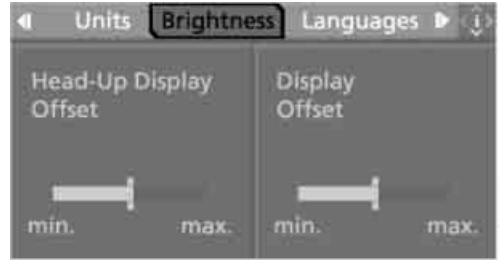 Units Brightness Languages i
Head-Up Display Display
Offset Offset
min. max. min. max.